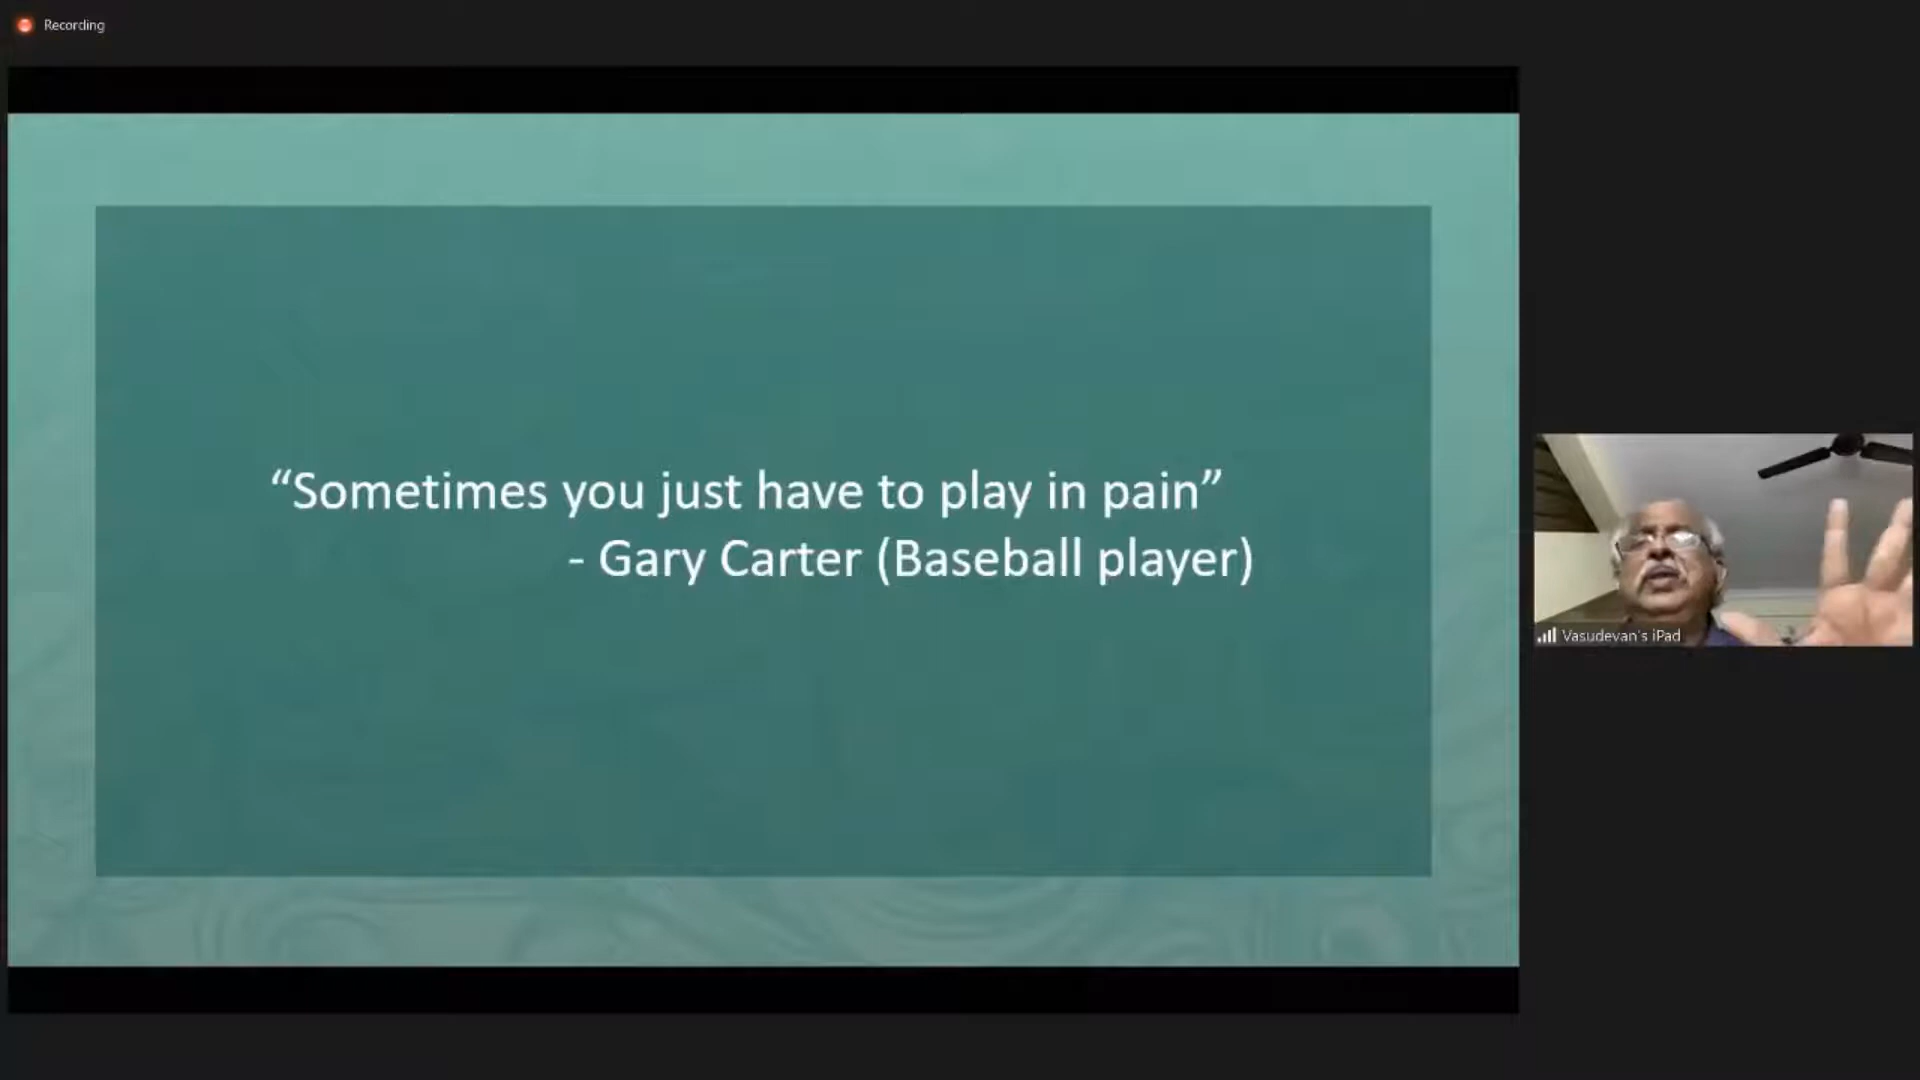 Recording
“Sometimes you just have to play in pain”
- Gary Carter (Baseball player)
Vasudevan's iPad